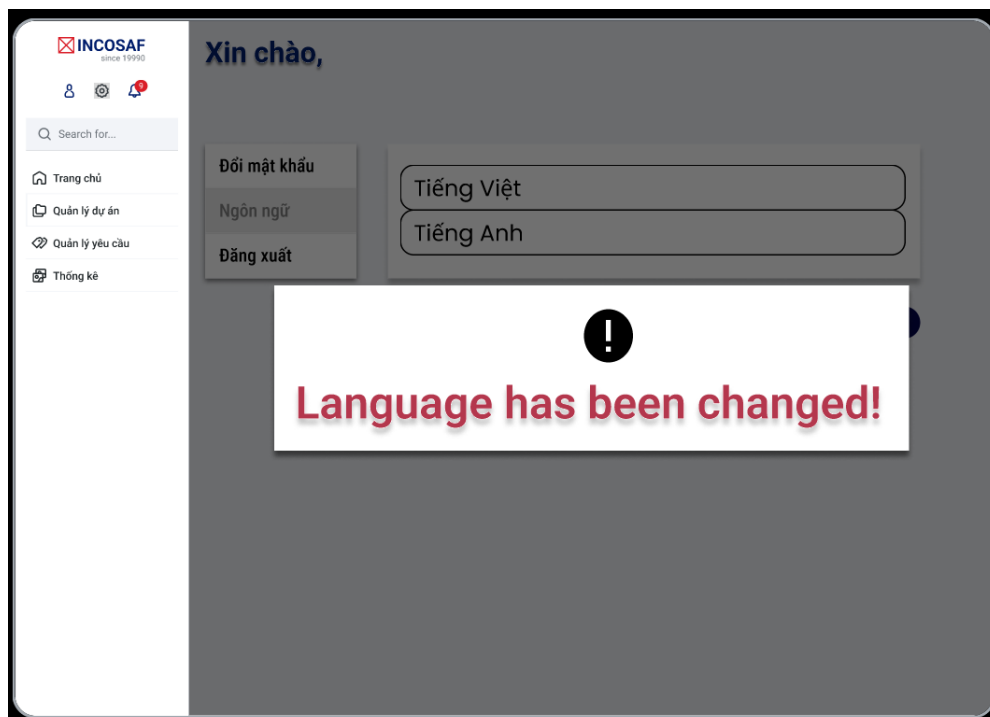 INCOSAF
since 19990
9
Search for...
Trang chủ
Quản lý dự án
Quản lý yêu cầu
Thống kê
Xin chào,
Đổi mật khẩu
Ngôn ngữ
Đăng xuất
Tiếng Việt
Tiếng Anh
Language has been changed!